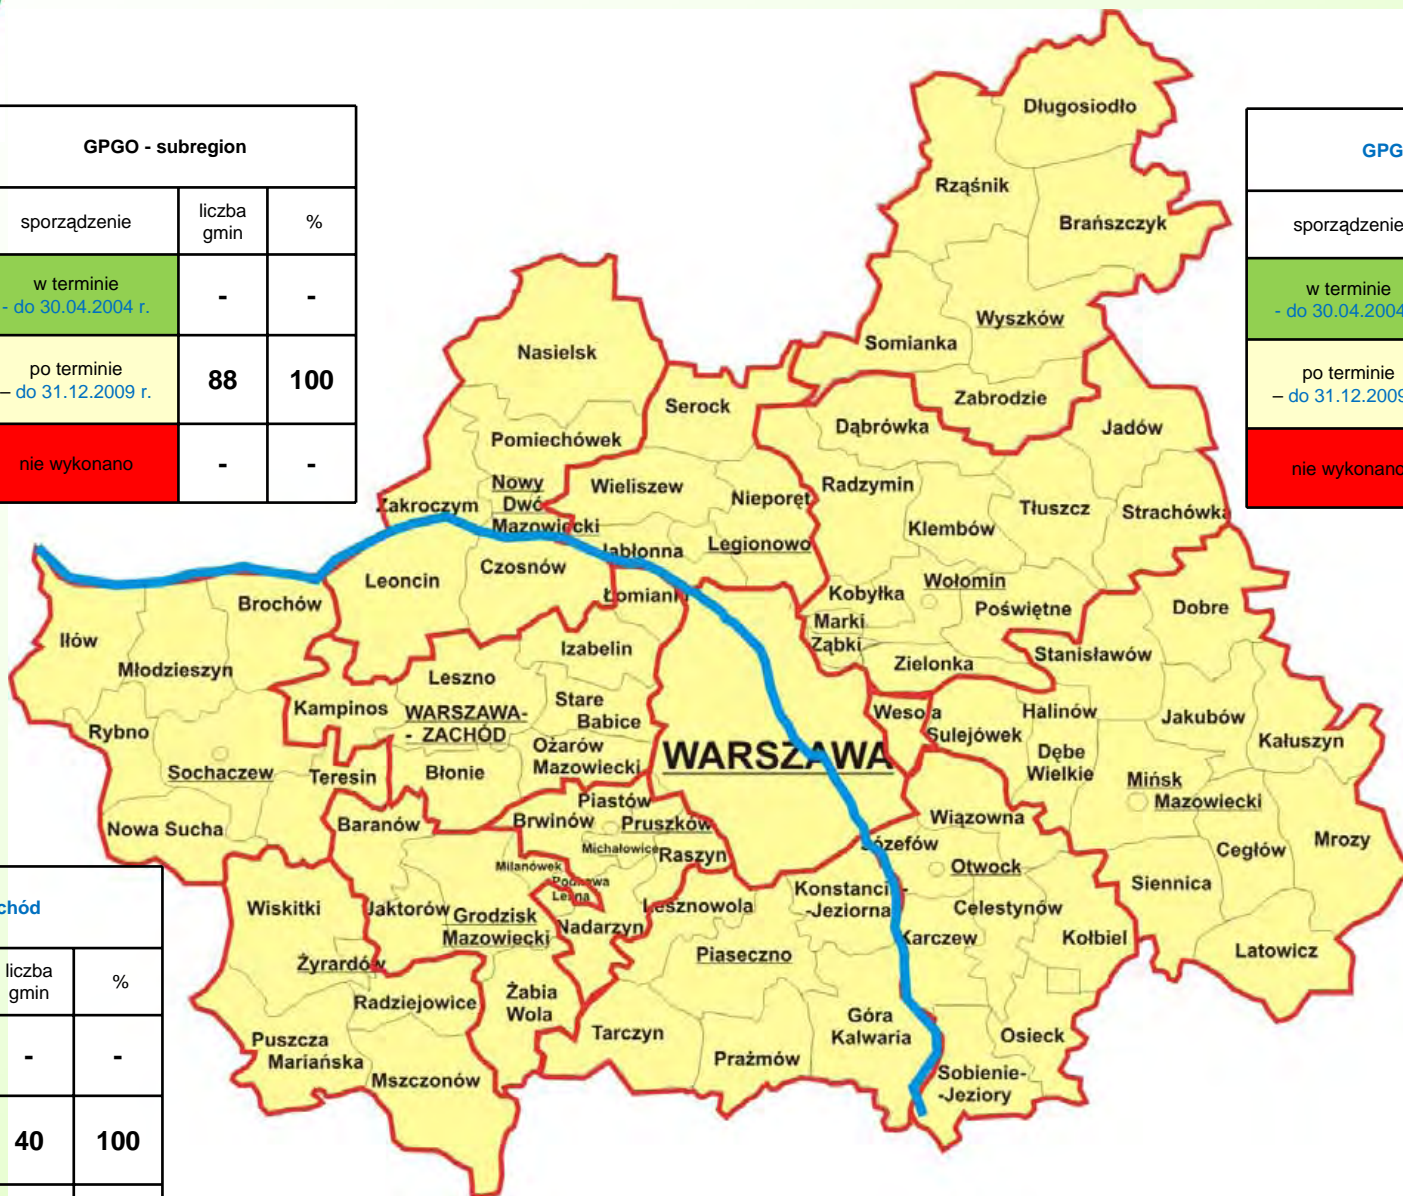 GPGO - subregion
sporządzenie
liczba
gmin
%
w terminie
- do 30.04.2004 r.
-
-
po terminie
– do 31.12.2009 r.
88
100
nie wykonano
-
-
GPG
sporządzenie
w terminie
- do 30.04.2004
po terminie
– do 31.12.2009
nie wykonano
chód
liczba
gmin
%
-
-
40
100
Długosiodło
Rząśnik
Brańszczyk
Wyszków
Somianka
Zabrodzie
Nasielsk
Serock
Pomiechówek
Dąbrówka
Jadów
Zakroczym
Nowy
Dwó
Mazowiecki
Wieliszew
Nieporęt
Radzymin
Klembów
Tłuszcz
Strachówka
Jabłonna
Legionowo
Leoncin
Czosnów
Łomianki
Brochów
Iłów
Młodzieszyn
Kobyłka
Wołomin
Poświętne
Dobre
Marki
Ząbki
Zielonka
Stanisławów
Izabelin
Leszno
Kampinos
WARSZAWA-
- ZACHÓD
Stare
Babice
Rybno
Sochaczew
Teresin
Błonie
Ożarów
Mazowiecki
WARSZAWA
Wesoła
Sulejówek
Halinów
Jakubów
Kałuszyn
Dębe
Wielkie
Mińsk
Mazowiecki
Nowa Sucha
Baranów
Brwinów
Piastów
Pruszków
Michałowice
Raszyn
Wiązowna
Józefów
Otwock
Cegłów
Mrozy
Milanówek
Podkowa
Leśna
Siennica
Wiskitki
Jaktorów
Grodzisk
Mazowiecki
Nadarzyn
Lesznowola
Konstancin-
-Jeziorna
Celestynów
Karczew
Kołbiel
Latowicz
Żyrardów
Piaseczno
Radziejowice
Żabia
Wola
Tarczyn
Prażmów
Góra
Kalwaria
Osieck
Puszcza
Mariańska
Mszczonów
Sobienie-
-Jeziory